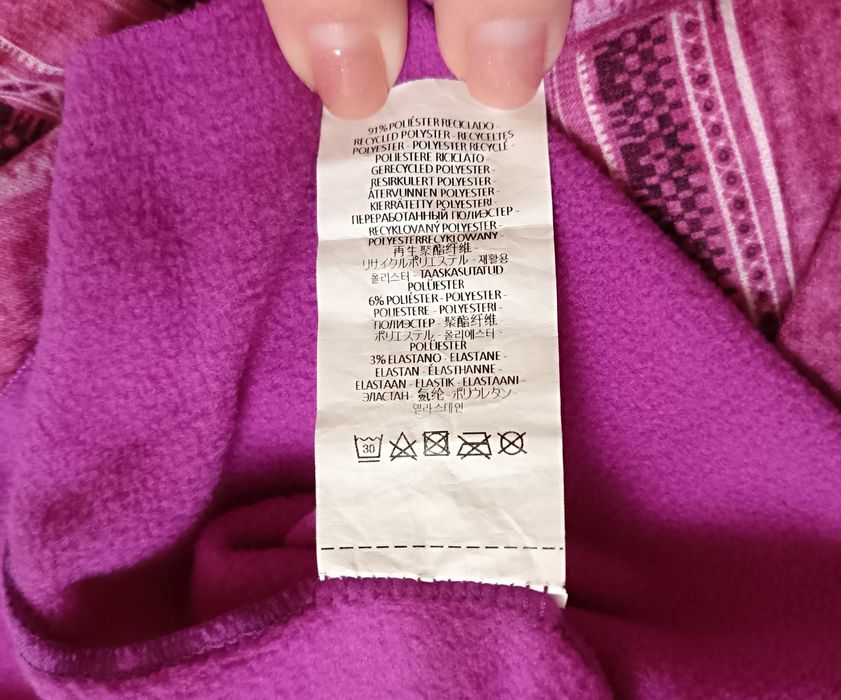 91% POLIÉSTER RECICLADO -
RECYCLED POLYSTER - RECYCELTES
POLYESTER - POLYESTER RECYCLÉ -
POLIESTERE RICICLATO -
GERECYCLED POLYESTER -
RESIRKULERT POLYESTER -
ÅTERVUNNEN POLYESTER -
KIERRÄTETTY POLYESTERI -
ПЕРЕРАБОТАННЫЙ ПОЛИЭСТЕР -
RECYKLOVANÝ POLYESTER -
POLYESTERRECYKLOWANY -
再生聚酯纤维 -
リサイクルポリエステル - 재활용
폴리스터 - TAASKASUTATUD
POLÜESTER
6% POLIÉSTER - POLYESTER -
POLIESTERE - POLYESTERI -
ПОЛИЭСТЕР - 聚酯纤维 -
ポリエステル - 폴리에스터 -
POLÜESTER
3% ELASTANO - ELASTANE -
ELASTAN - ÉLASTHANNE -
ELASTAAN - ELASTIK - ELASTAANI -
ЭЛАСТАН - 氨纶 - ポリウレタン -
엘라스테인
30